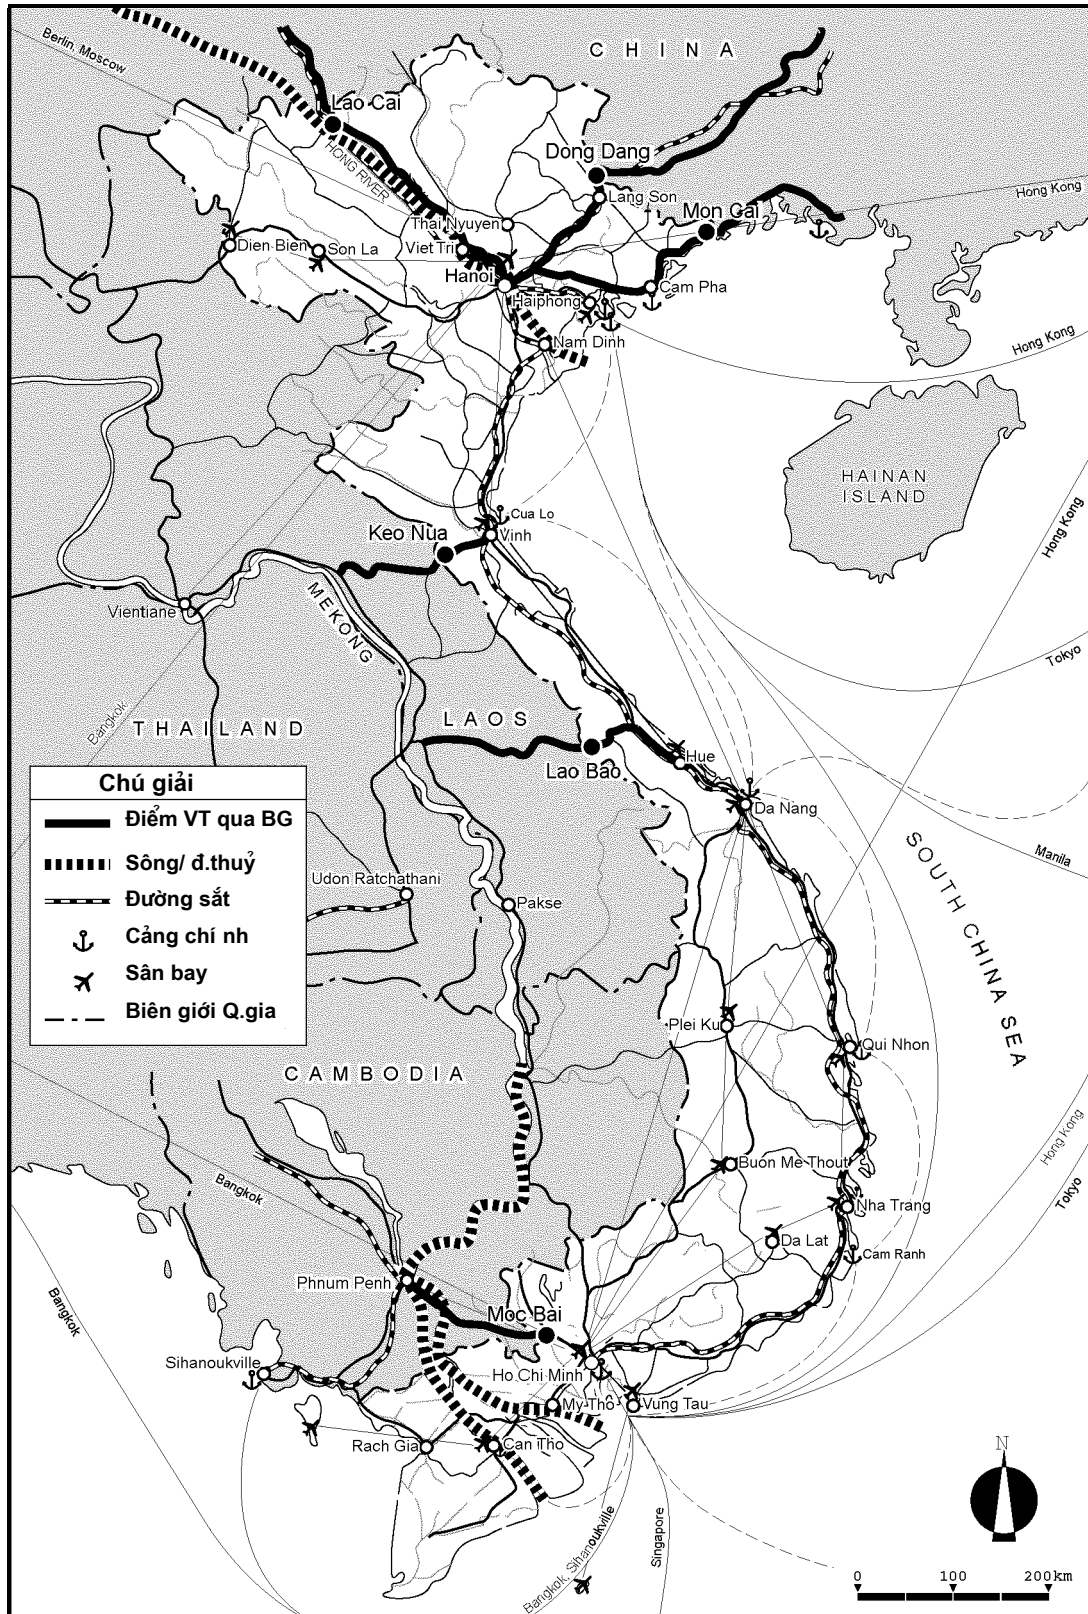 CHINA
Berlin, Moscow
Lao Cai
HONG RIVER
Dong Dang
Lang Son
Mon Cai
Hong Kong
Thai Nyuyen
Viet Tri
Dien Bien
Son La
Hanoi
Haiphong
Cam Pha
Nam Dinh
Hong Kong
HAINAN
ISLAND
Cua Lo
Keo Nua
Vinh
Hong Kong
Vientiane
MEKONG
Tokyo
Bangkok
THAILAND
LAOS
Lao Bao
Hue
Da Nang
Manila
SOUTH CHINA SEA
Chú giải
Điểm VT qua BG
Sông/ đ.thuỷ
Đường sắt
Cảng chí nh
Sân bay
Biên giới Q.gia
Udon Ratchathani
Pakse
Plei Ku
Qui Nhon
CAMBODIA
Hong Kong
Tokyo
Bangkok
Buon Me Thout
Nha Trang
Da Lat
Cam Ranh
Phnum Penh
Moc Bai
Bangkok
Sihanoukville
Ho Chi Minh
My Tho
Vung Tau
Rach Gia
Can Tho
Bangkok, Sihanoukville
Singapore
N
0 100 200km